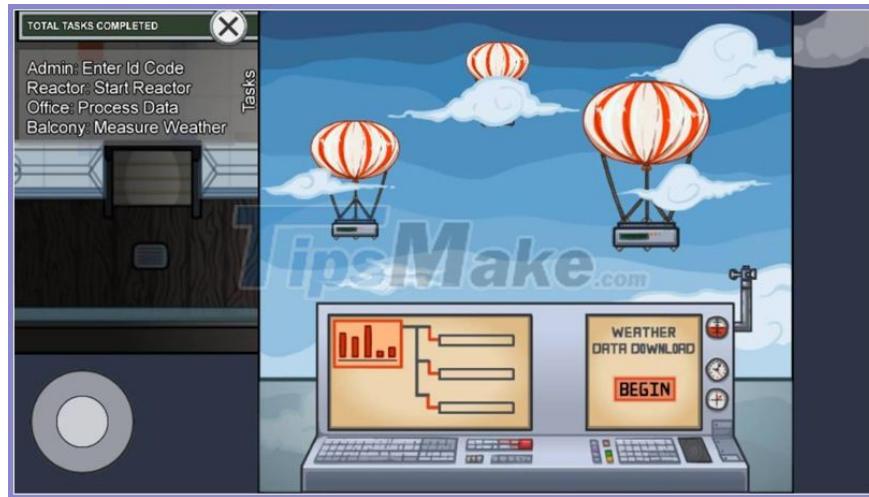 TOTAL TASKS COMPLETED
Admin: Enter Id Code
Reactor: Start Reactor
Office: Process Data
Balcony: Measure Weather
Tasks
TipsMake.com
WEATHER
DATA DOWNLOAD
BEGIN